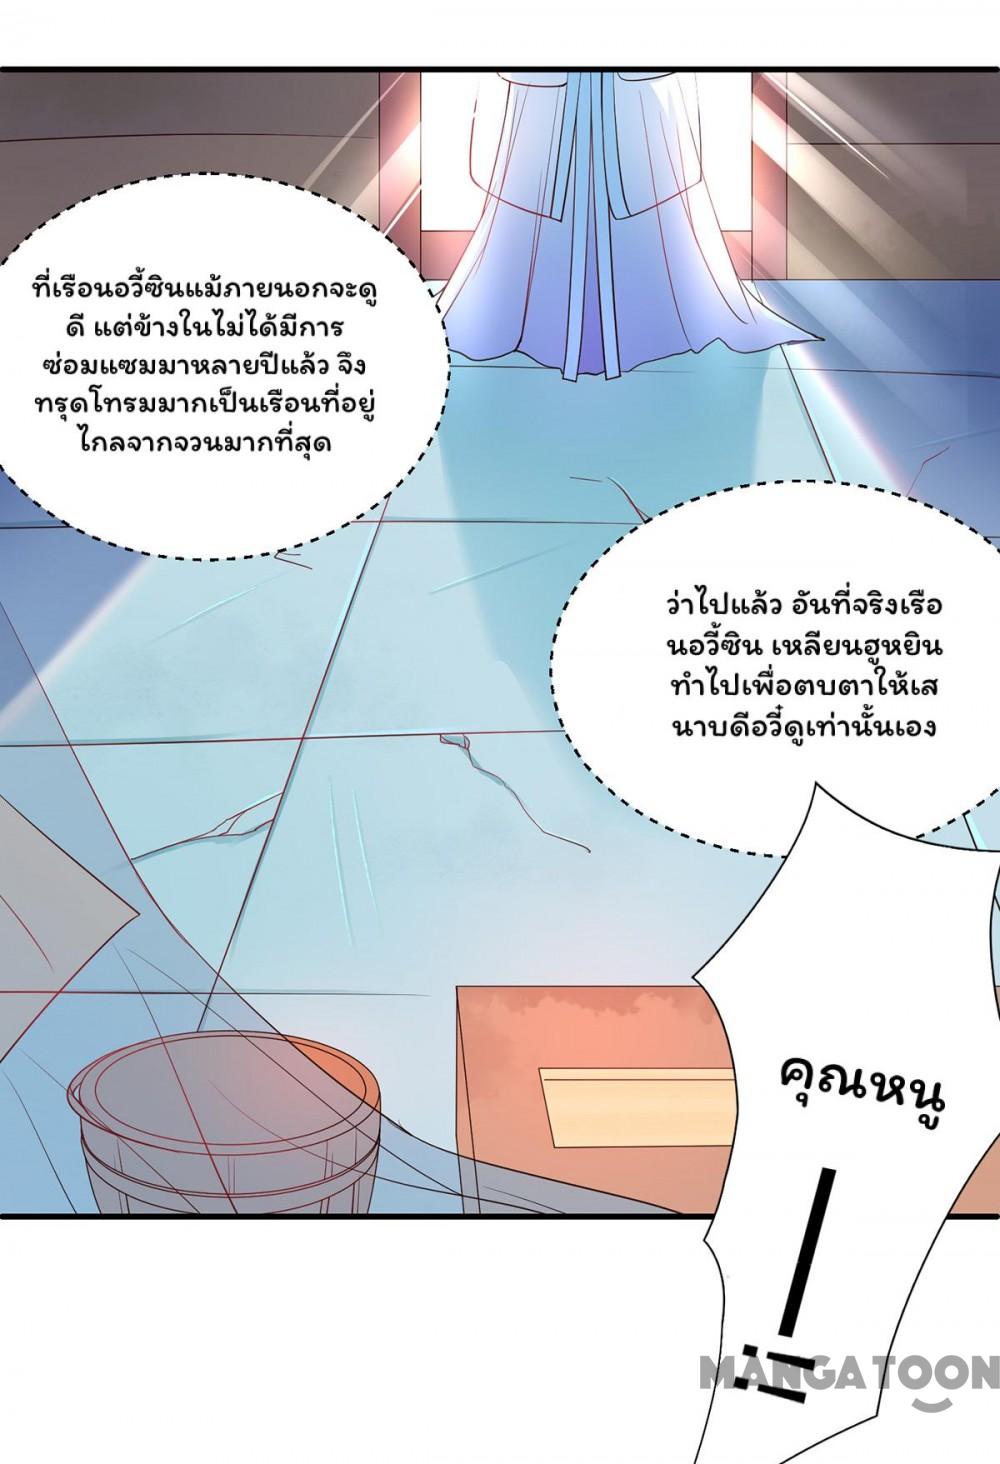 ที่เรือนอวี้ซินแม้ภายนอกจะดู
ดี แต่ข้างในไม่ได้มีการ
ซ่อมแซมมาหลายปีแล้ว จึง
ทรุดโทรมมากเป็นเรือนที่อยู่
ไกลจากจวนมากที่สุด
ว่าไปแล้ว อันที่จริงเรือ
นอวี้ซิน เหลียนฮูหยิน
ทำไปเพื่อตบตาให้เส
นาบดีอวี๋ดูเท่านั้นเอง
คุณหนู
— !!
MANGATOON